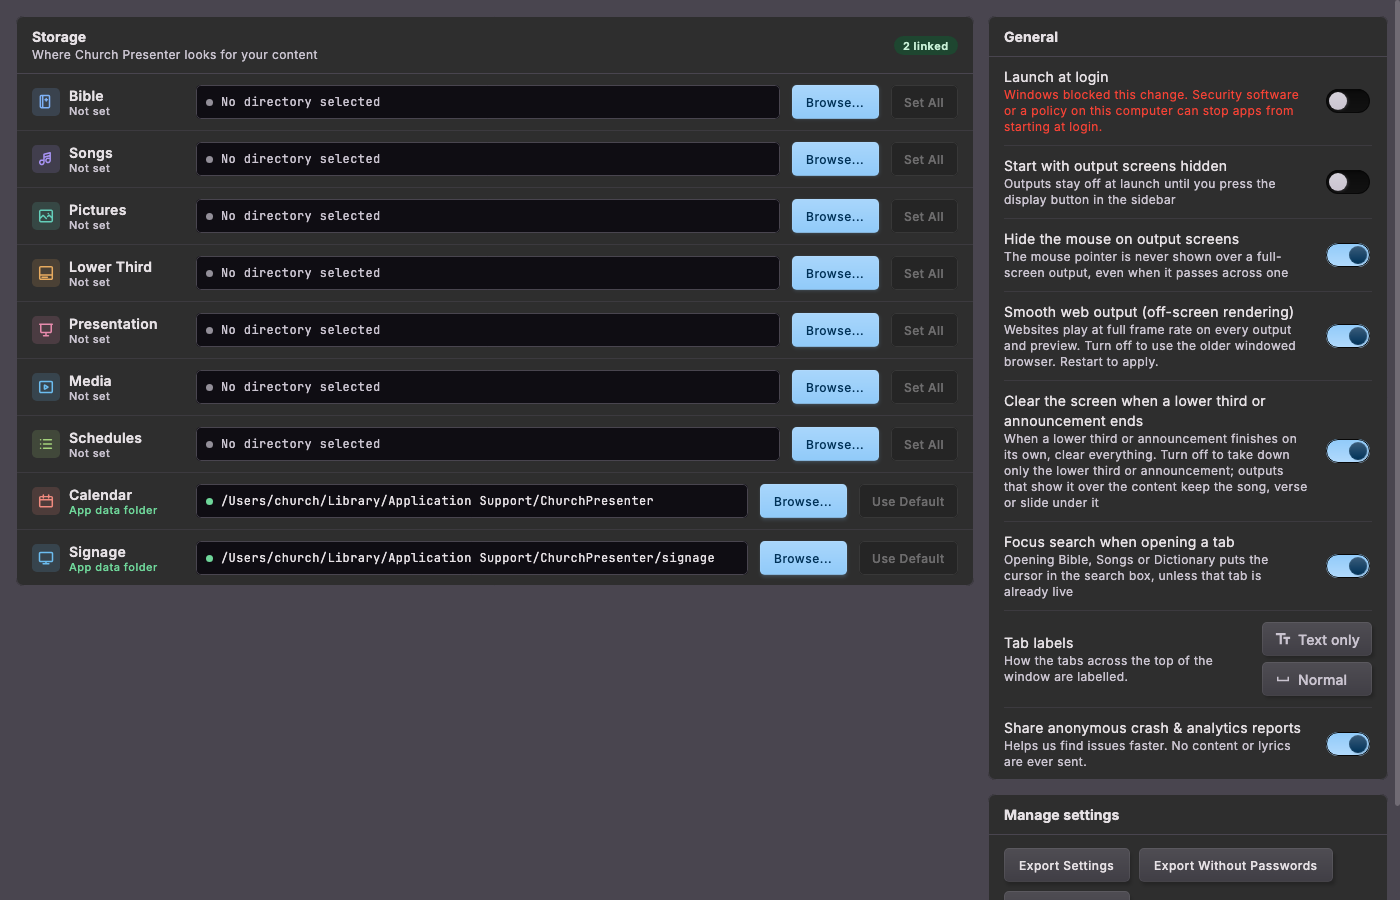 Storage
Where Church Presenter looks for your content
2 linked
Bible
Not set
No directory selected
Browse...
Set All
Songs
Not set
No directory selected
Browse...
Set All
Pictures
Not set
No directory selected
Browse...
Set All
Lower Third
Not set
No directory selected
Browse...
Set All
Presentation
Not set
No directory selected
Browse...
Set All
Media
Not set
No directory selected
Browse...
Set All
Schedules
Not set
No directory selected
Browse...
Set All
Calendar
App data folder
/Users/church/Library/Application Support/ChurchPresenter
Browse...
Use Default
Signage
App data folder
/Users/church/Library/Application Support/ChurchPresenter/signage
Browse...
Use Default
General
Launch at login
Windows blocked this change. Security software
or a policy on this computer can stop apps from
starting at login.
Start with output screens hidden
Outputs stay off at launch until you press the
display button in the sidebar
Hide the mouse on output screens
The mouse pointer is never shown over a full-
screen output, even when it passes across one
Smooth web output (off-screen rendering)
Websites play at full frame rate on every output
and preview. Turn off to use the older windowed
browser. Restart to apply.
Clear the screen when a lower third or
announcement ends
When a lower third or announcement finishes on
its own, clear everything. Turn off to take down
only the lower third or announcement; outputs
that show it over the content keep the song, verse
or slide under it
Focus search when opening a tab
Opening Bible, Songs or Dictionary puts the
cursor in the search box, unless that tab is
already live
Tab labels
How the tabs across the top of the
window are labelled.
Text only
Normal
Share anonymous crash & analytics reports
Helps us find issues faster. No content or lyrics
are ever sent.
Manage settings
Export Settings
Export Without Passwords